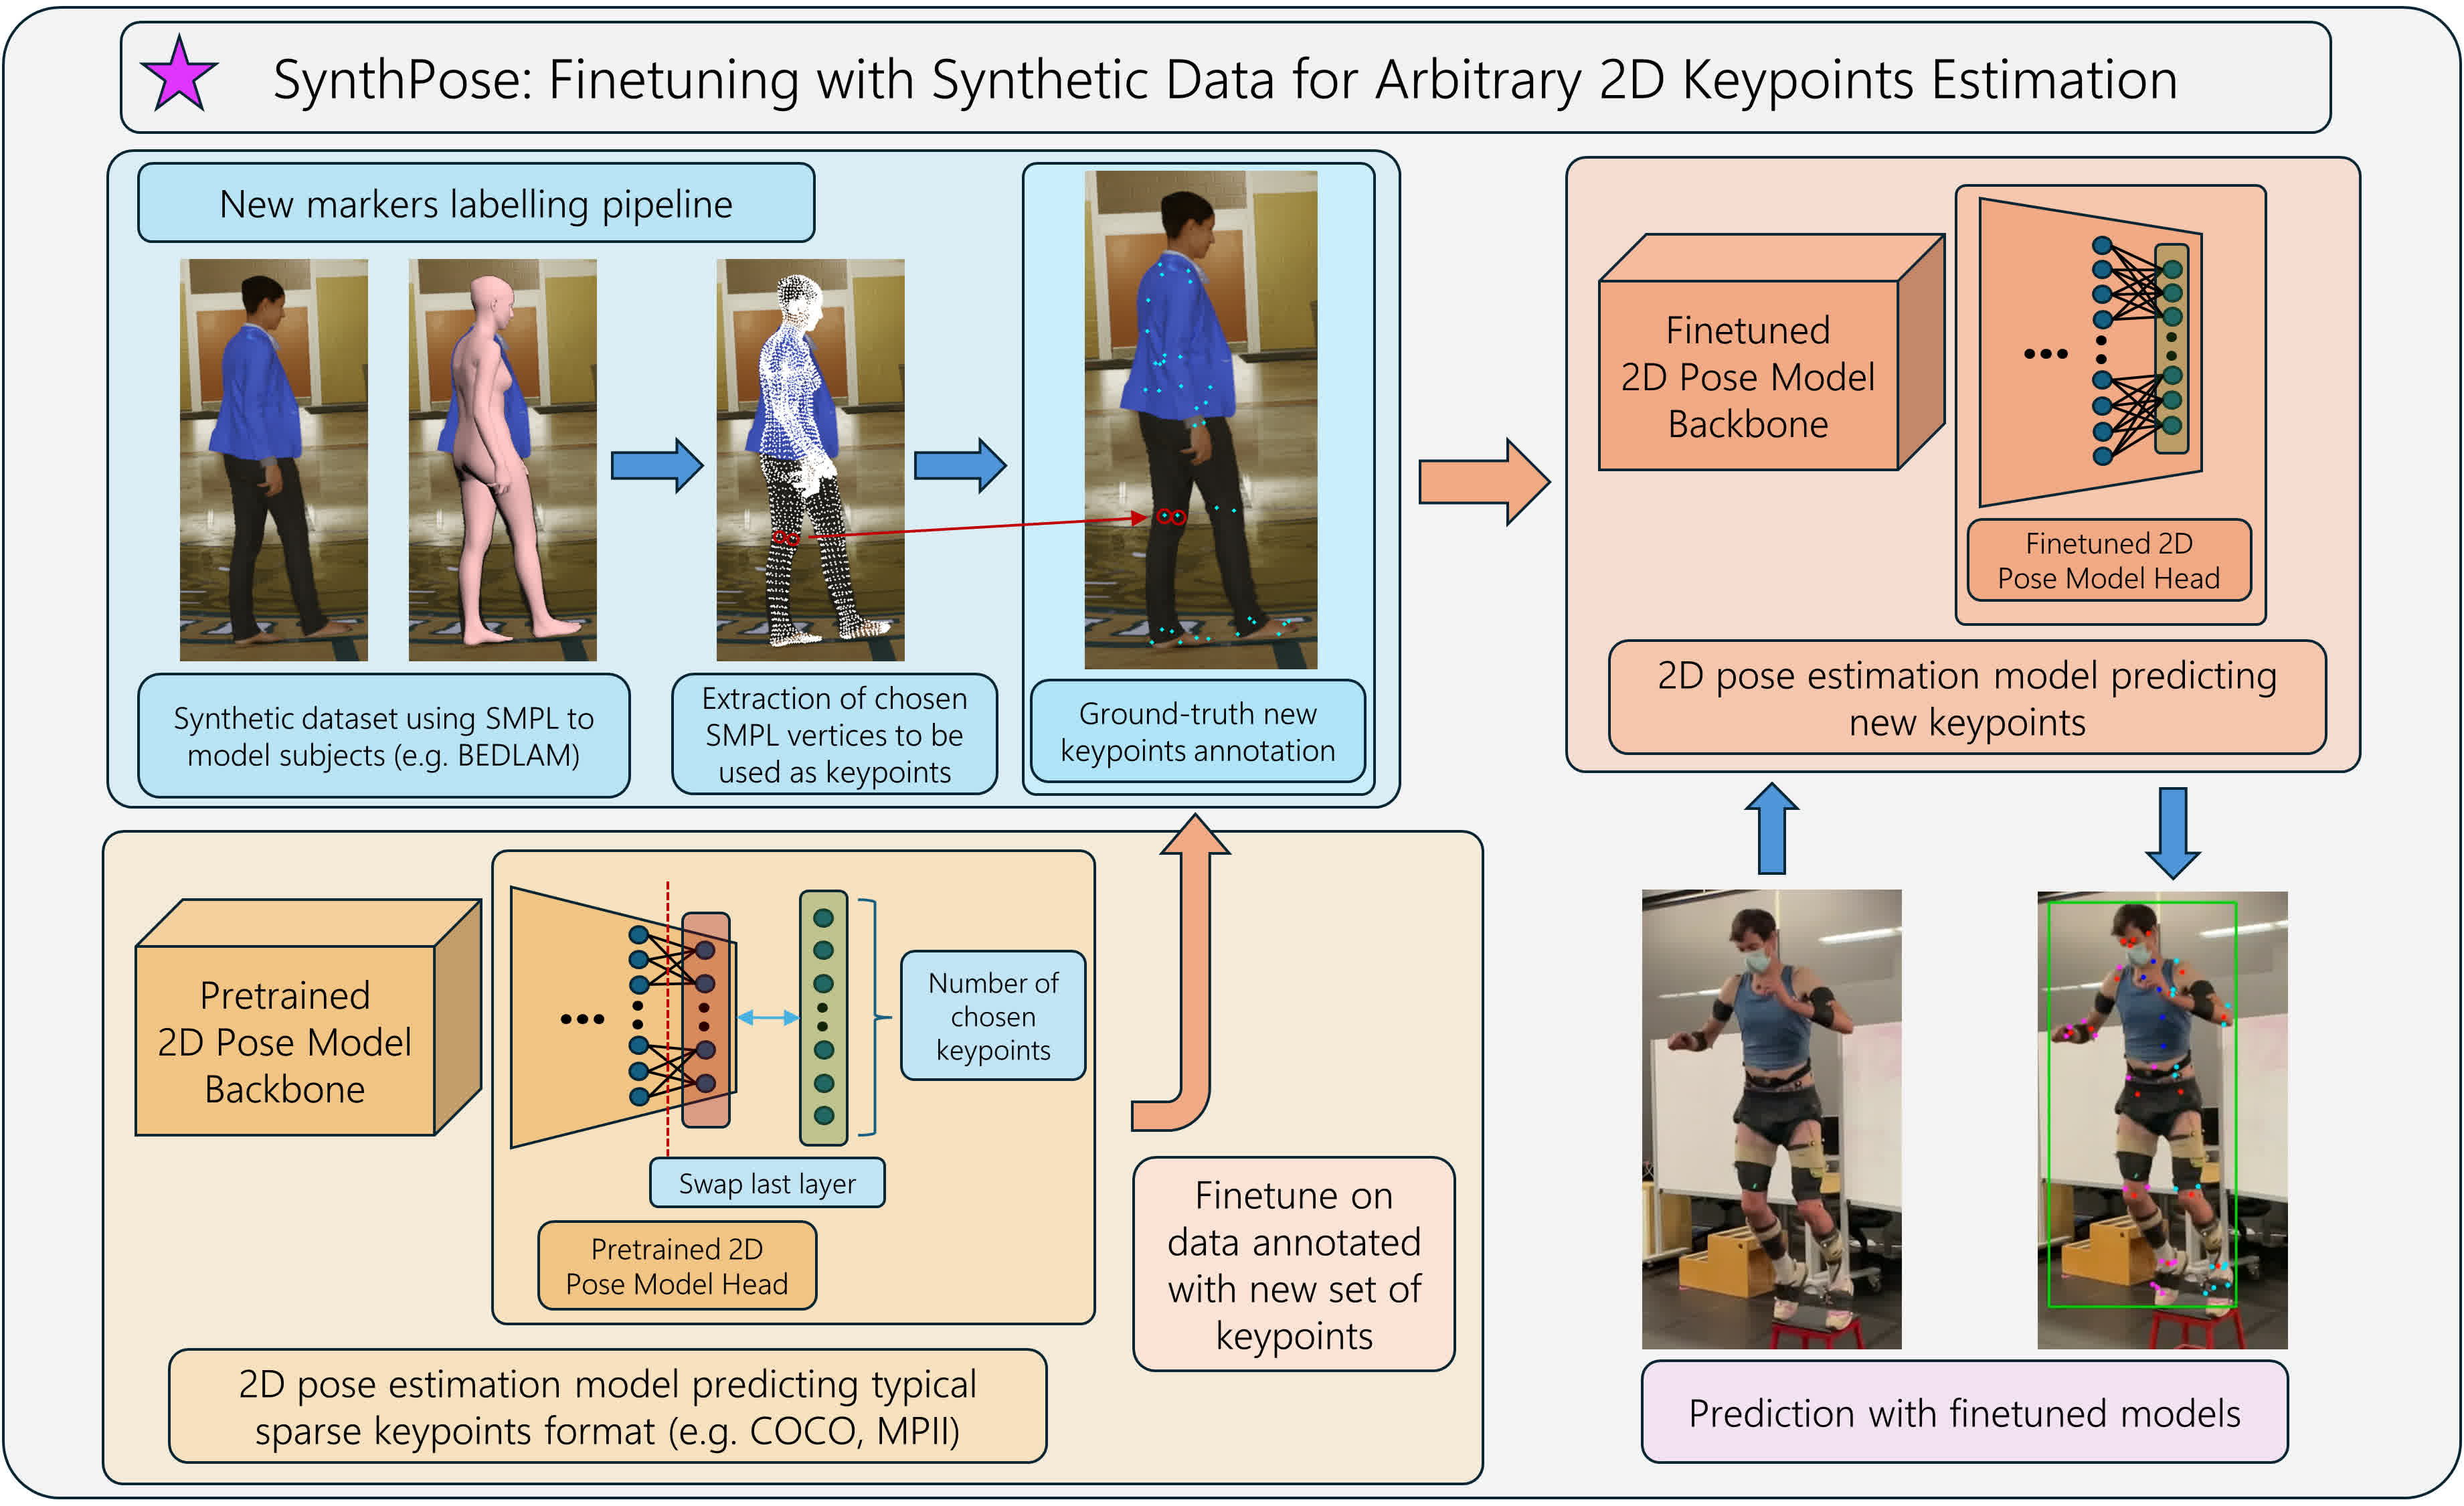 SynthPose: Finetuning with Synthetic Data for Arbitrary 2D Keypoints Estimation
New markers labelling pipeline
Synthetic dataset using SMPL to
model subjects (e.g. BEDLAM)
Extraction of chosen
SMPL vertices to be
used as keypoints
Ground-truth new
keypoints annotation
Finetuned
2D Pose Model
Backbone
Finetuned 2D
Pose Model Head
2D pose estimation model predicting
new keypoints
Pretrained
2D Pose Model
Backbone
Number of
chosen
keypoints
Swap last layer
Pretrained 2D
Pose Model Head
2D pose estimation model predicting typical
sparse keypoints format (e.g. COCO, MPII)
Finetune on
data annotated
with new set of
keypoints
Prediction with finetuned models